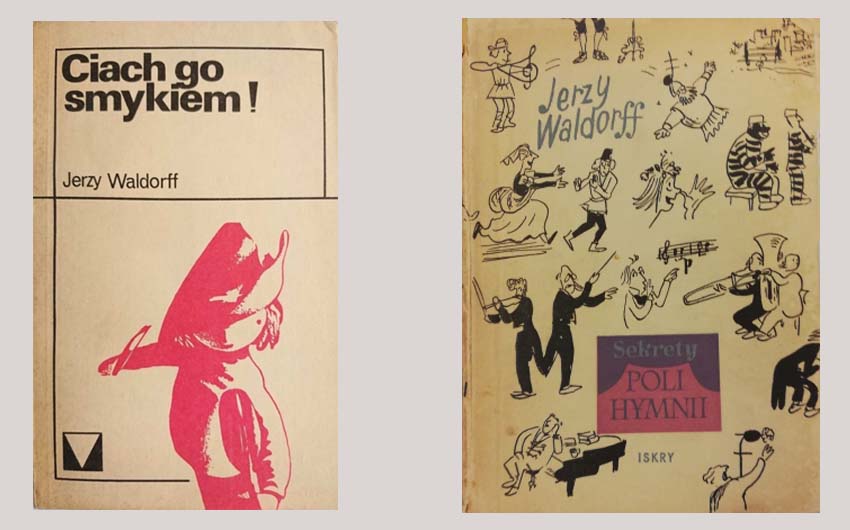 Ciach go
smykiem!
Jerzy Waldorff
Jerzy
Waldorff
Sekrety
POLI
HYMNII
ISKRY